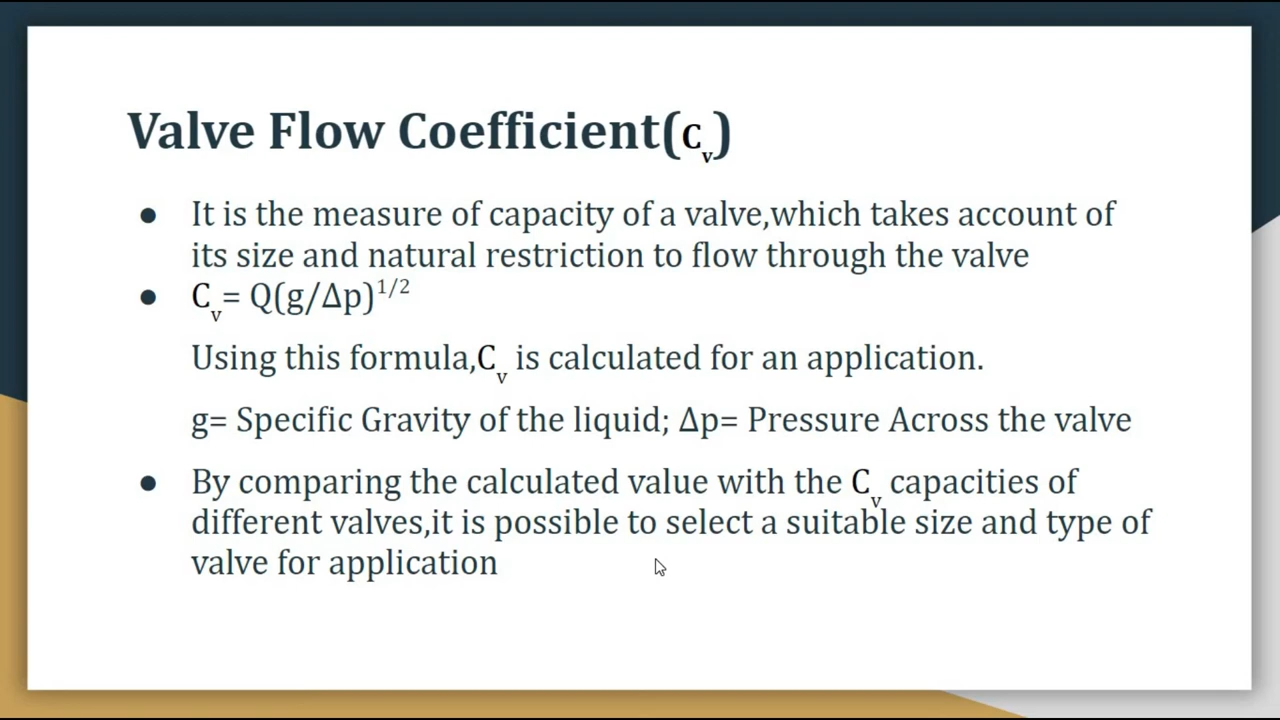 Valve Flow Coefficient(Cv)
● It is the measure of capacity of a valve,which takes account of
its size and natural restriction to flow through the valve
● Cv= Q(g/Δp)1/2
Using this formula,Cv is calculated for an application.
g= Specific Gravity of the liquid; Δp= Pressure Across the valve
● By comparing the calculated value with the Cv capacities of
different valves,it is possible to select a suitable size and type of
valve for application